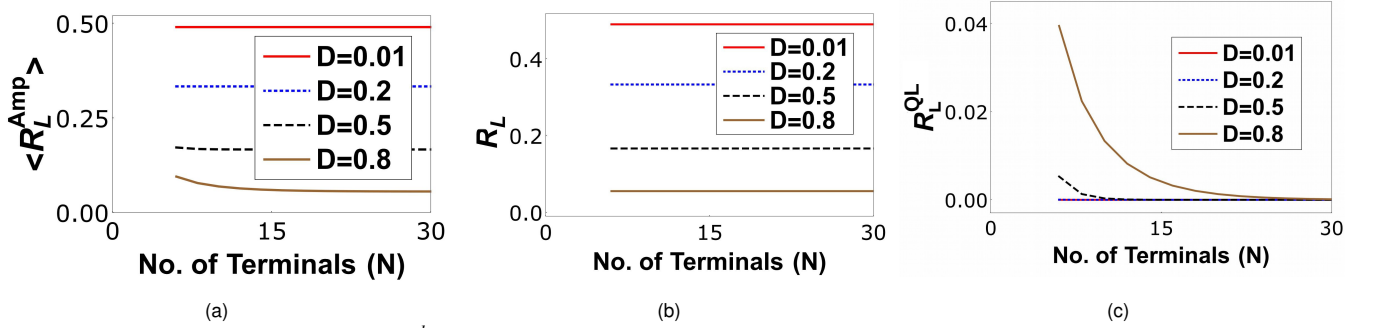 0.50
0.25
0.00
<R_L^Amp>
D=0.01
D=0.2
D=0.5
D=0.8
0
15
30
No. of Terminals (N)
(a)
0.4
0.2
0.0
R_L
D=0.01
D=0.2
D=0.5
D=0.8
0
15
30
No. of Terminals (N)
(b)
0.04
0.02
0.00
R_L^QL
D=0.01
D=0.2
D=0.5
D=0.8
0
15
30
No. of Terminals (N)
(c)